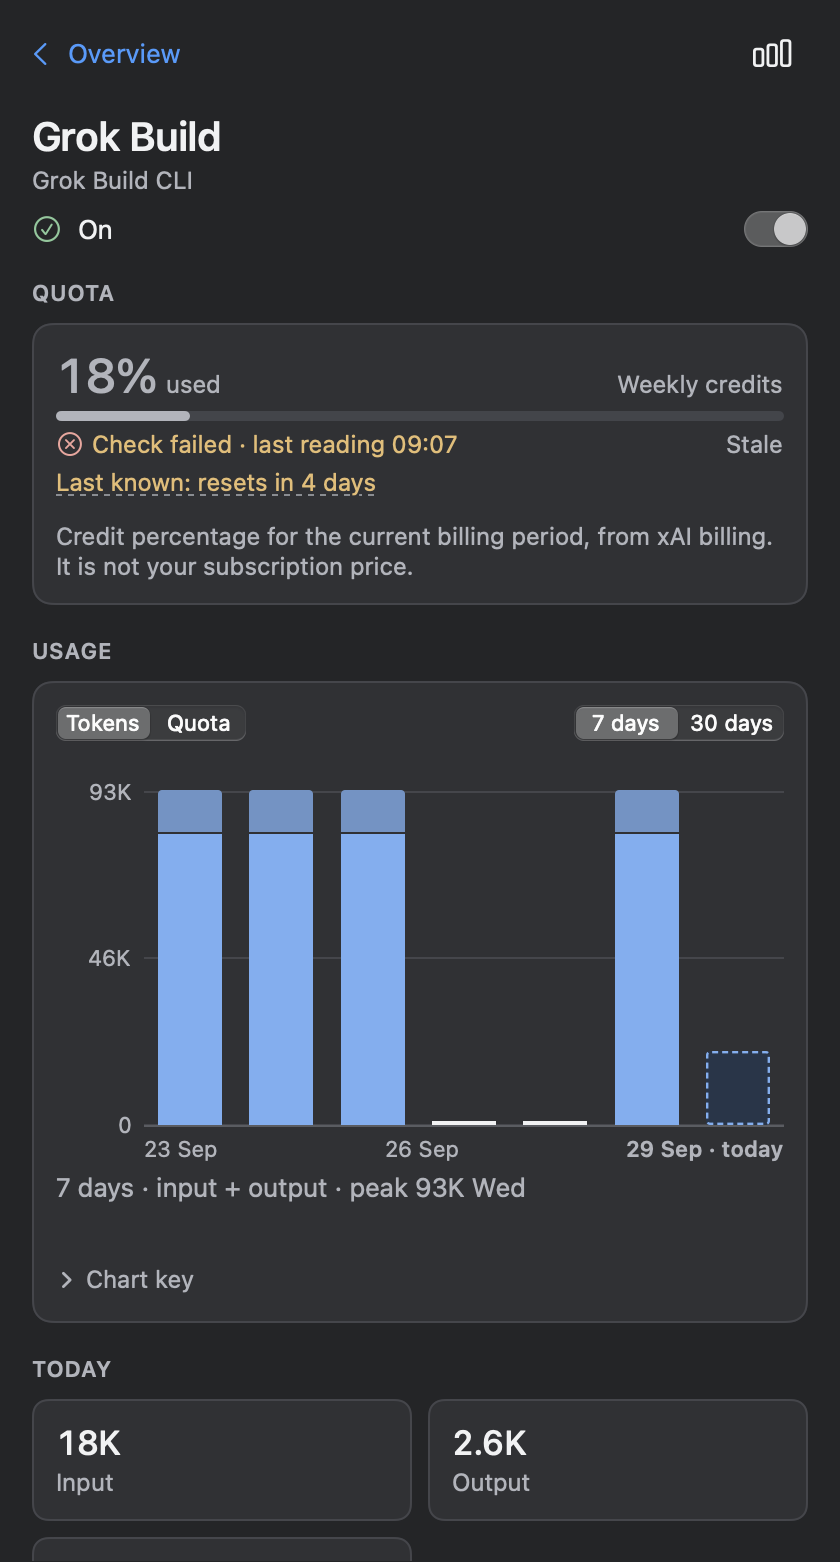 Overview
Grok Build
Grok Build CLI
On
QUOTA
18% used
Weekly credits
Check failed · last reading 09:07
Stale
Last known: resets in 4 days
Credit percentage for the current billing period, from xAI billing.
It is not your subscription price.
USAGE
Tokens Quota
7 days 30 days
93K
46K
0
23 Sep
26 Sep
29 Sep · today
7 days · input + output · peak 93K Wed
Chart key
TODAY
18K
Input
2.6K
Output